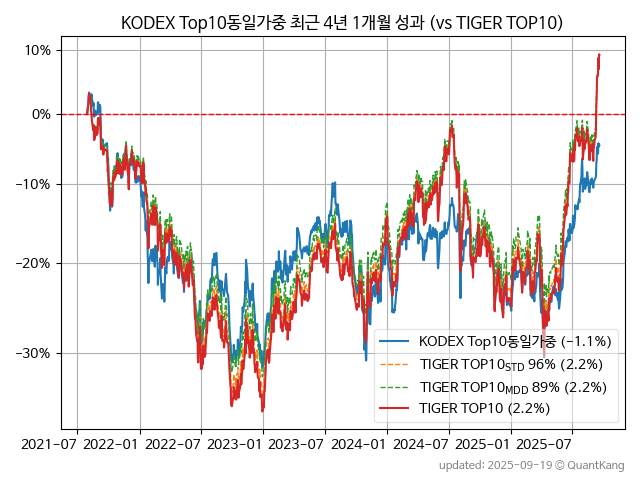 KODEX Top10동일가중 최근 4년 1개월 성과 (vs TIGER TOP10)
10%
0%
−10%
−20%
−30%
KODEX Top10동일가중 (−1.1%)
TIGER TOP10STD 96% (2.2%)
TIGER TOP10MDD 89% (2.2%)
TIGER TOP10 (2.2%)
2021-07 2022-01 2022-07 2023-01 2023-07 2024-01 2024-07 2025-01 2025-07
updated: 2025-09-19 © QuantKang